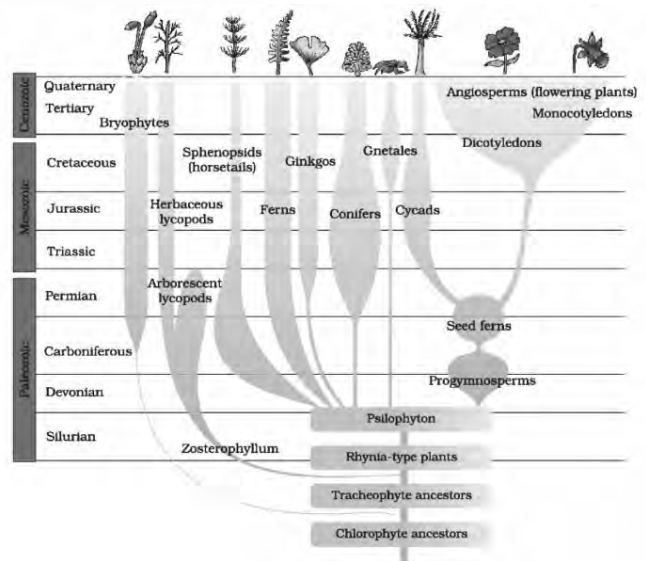 Quaternary
Angiosperms (flowering plants)
Cenozoic
Tertiary
Monocotyledons
Bryophytes
Dicotyledons
Gnetales
Sphenopsids
(horsetails)
Ginkgos
Cretaceous
Mesozoic
Jurassic
Herbaceous
lycopods
Ferns
Conifers
Cycads
Triassic
Arborescent
lycopods
Permian
Seed ferns
Paleozoic
Carboniferous
Progymnosperms
Devonian
Psilophyton
Silurian
Zosterophyllum
Rhynia-type plants
Tracheophyte ancestors
Chlorophyte ancestors